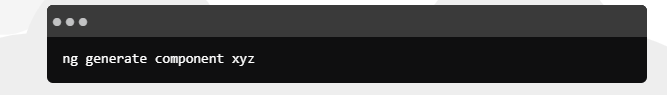 ng generate component xyz